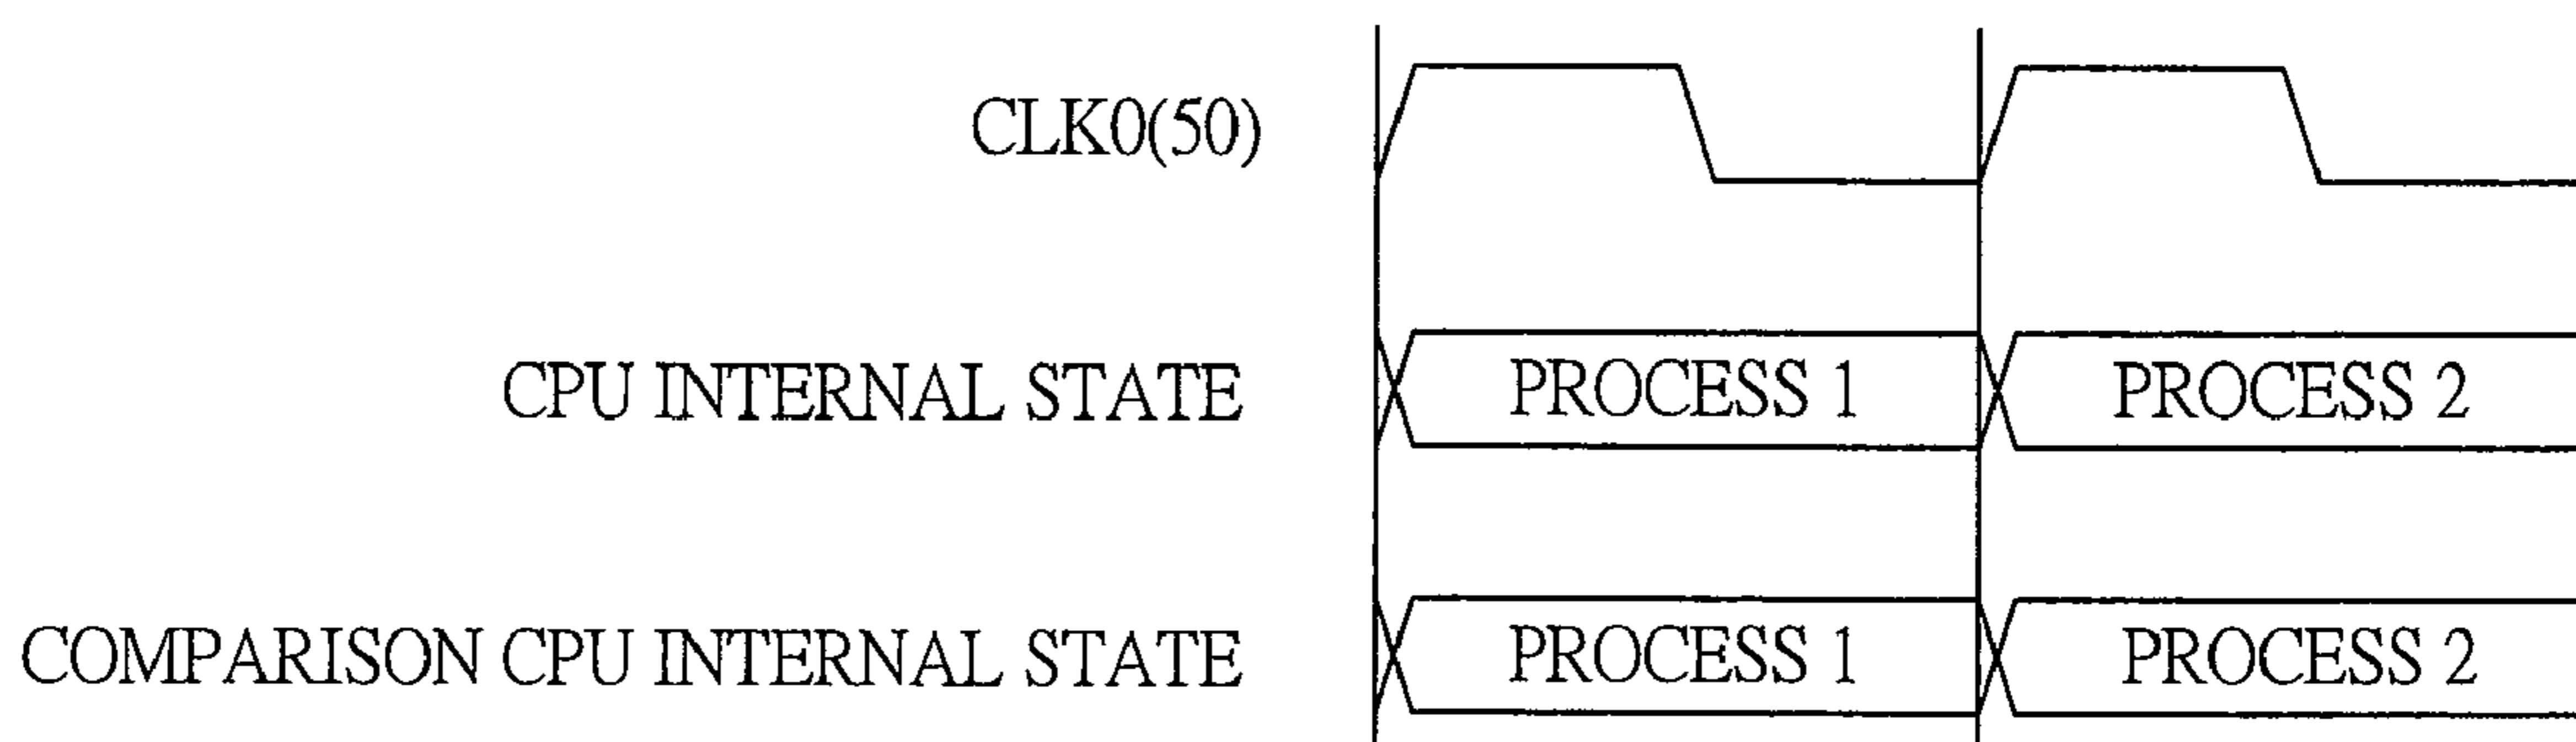 CLK0(50)
CPU INTERNAL STATE PROCESS 1 PROCESS 2
COMPARISON CPU INTERNAL STATE PROCESS 1 PROCESS 2